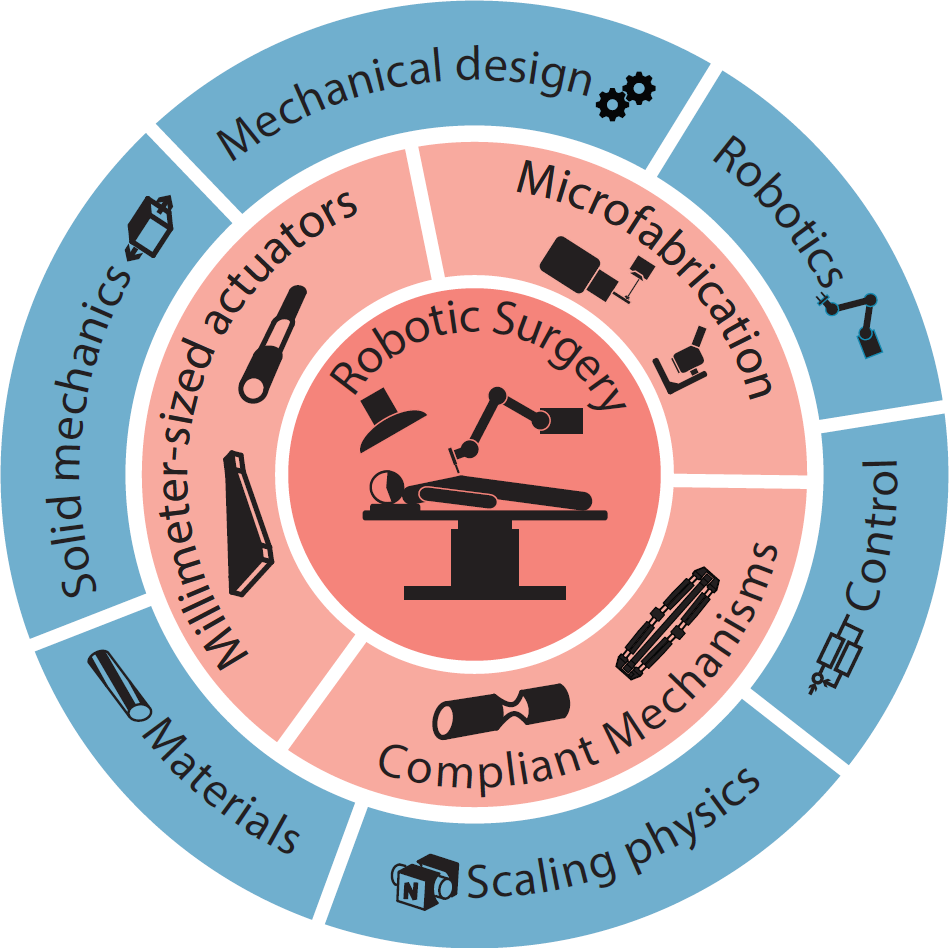 Mechanical design
Robotics
Control
Scaling physics
Materials
Solid mechanics
Microfabrication
Compliant Mechanisms
Millimeter-sized actuators
Robotic Surgery
N